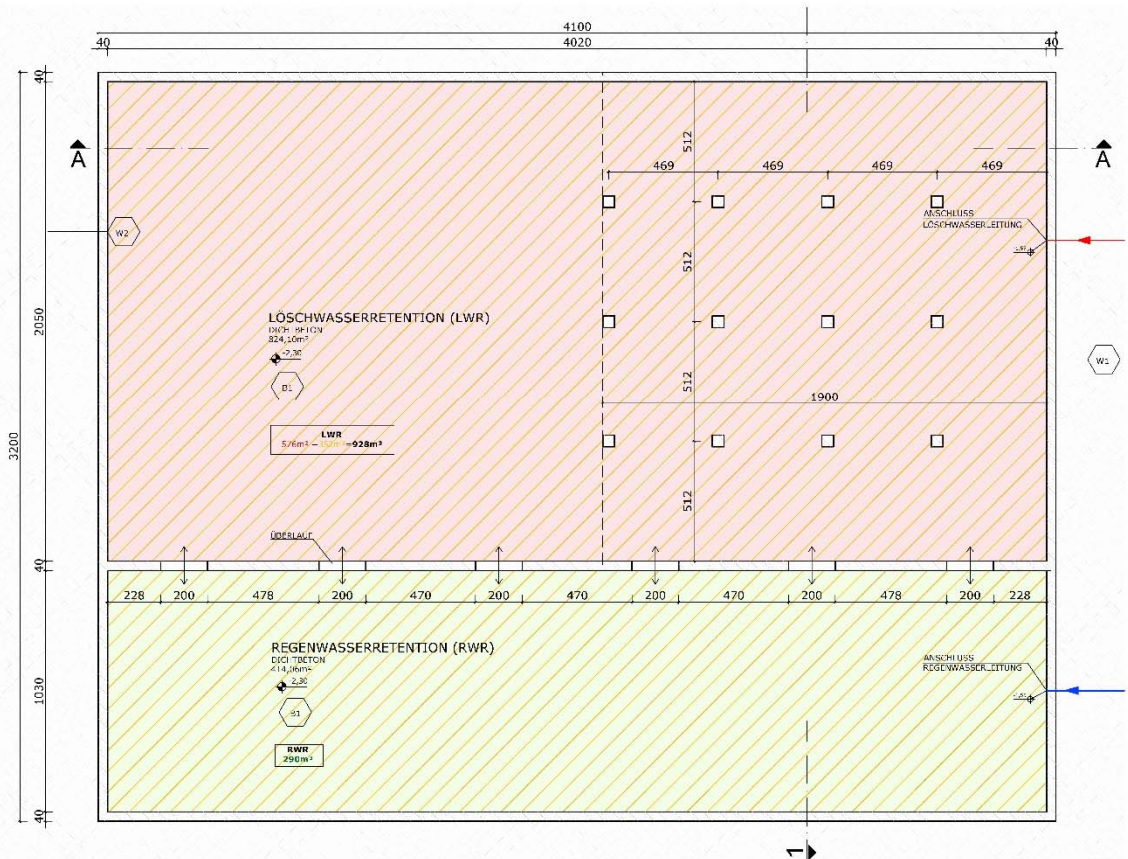 4100
40
4020
40
40
512
A
A
469
469
469
469
ANSCHLUSS
LÖSCHWASSERLEITUNG
W2
512
2050
LÖSCHWASSERRETENTION (LWR)
DICHTBETON
824,10m²
-2,30
B1
W1
512
1900
3200
LWR
576m³ =928m³
512
ÜBERLAUF
40
228
200
478
200
470
200
470
200
470
200
478
200
228
REGENWASSERRETENTION (RWR)
DICHTBETON
414,06m²
-2,30
B1
ANSCHLUSS
REGENWASSERLEITUNG
1030
RWR
290m³
40
1